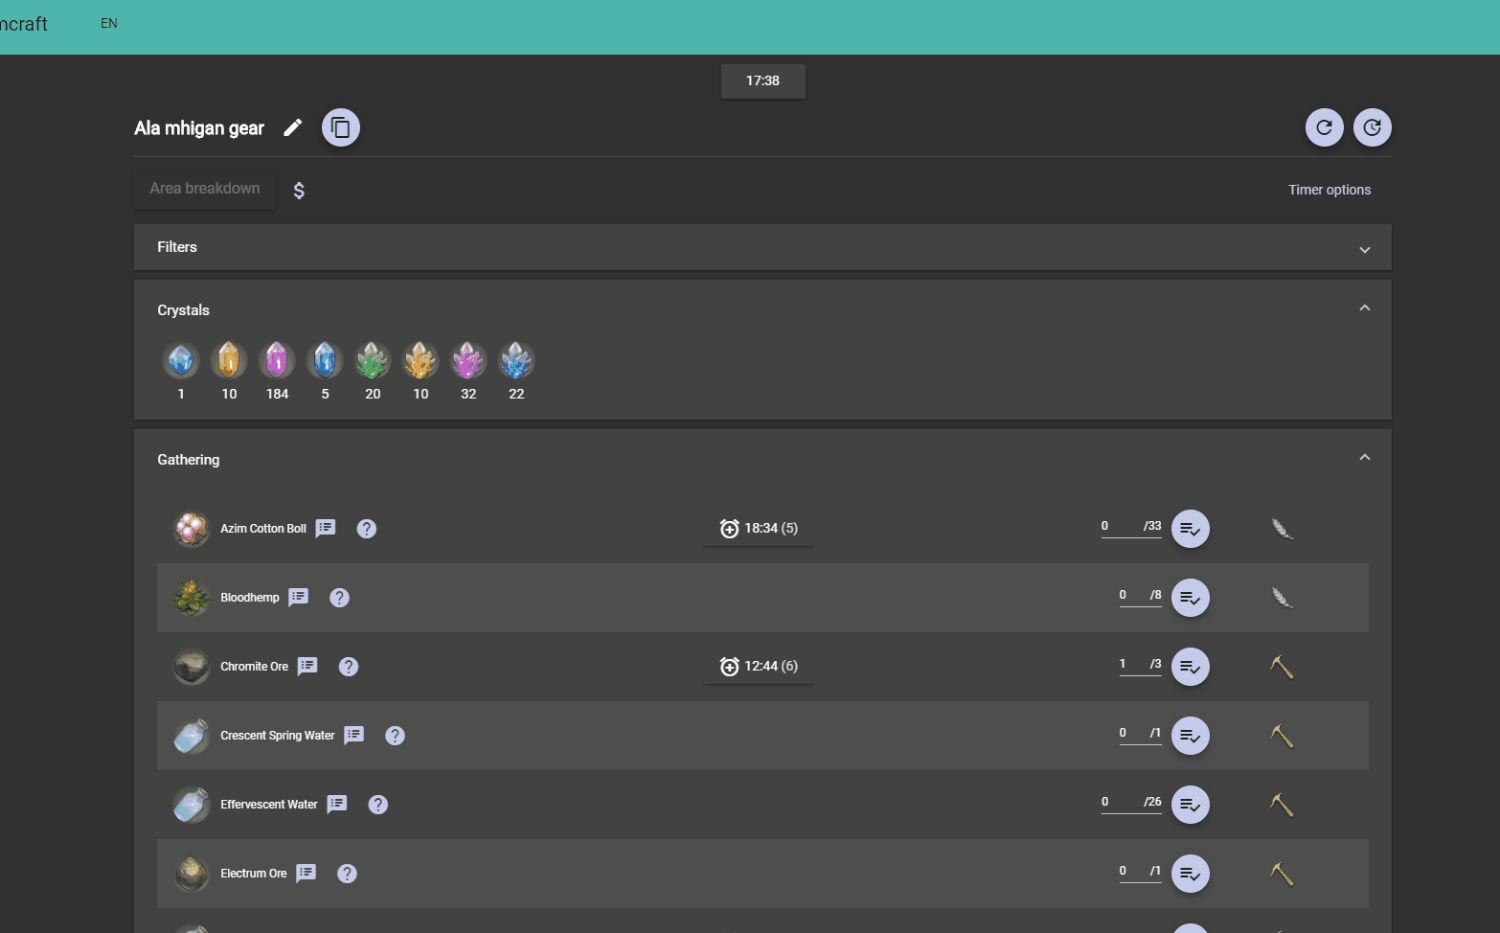 mcraft EN
17:38
Ala mhigan gear
Area breakdown $ Timer options
Filters
Crystals
1 10 184 5 20 10 32 22
Gathering
Azim Cotton Boll ? 18:34 (5) 0 /33
Bloodhemp ? 0 /8
Chromite Ore ? 12:44 (6) 1 /3
Crescent Spring Water ? 0 /1
Effervescent Water ? 0 /26
Electrum Ore ? 0 /1